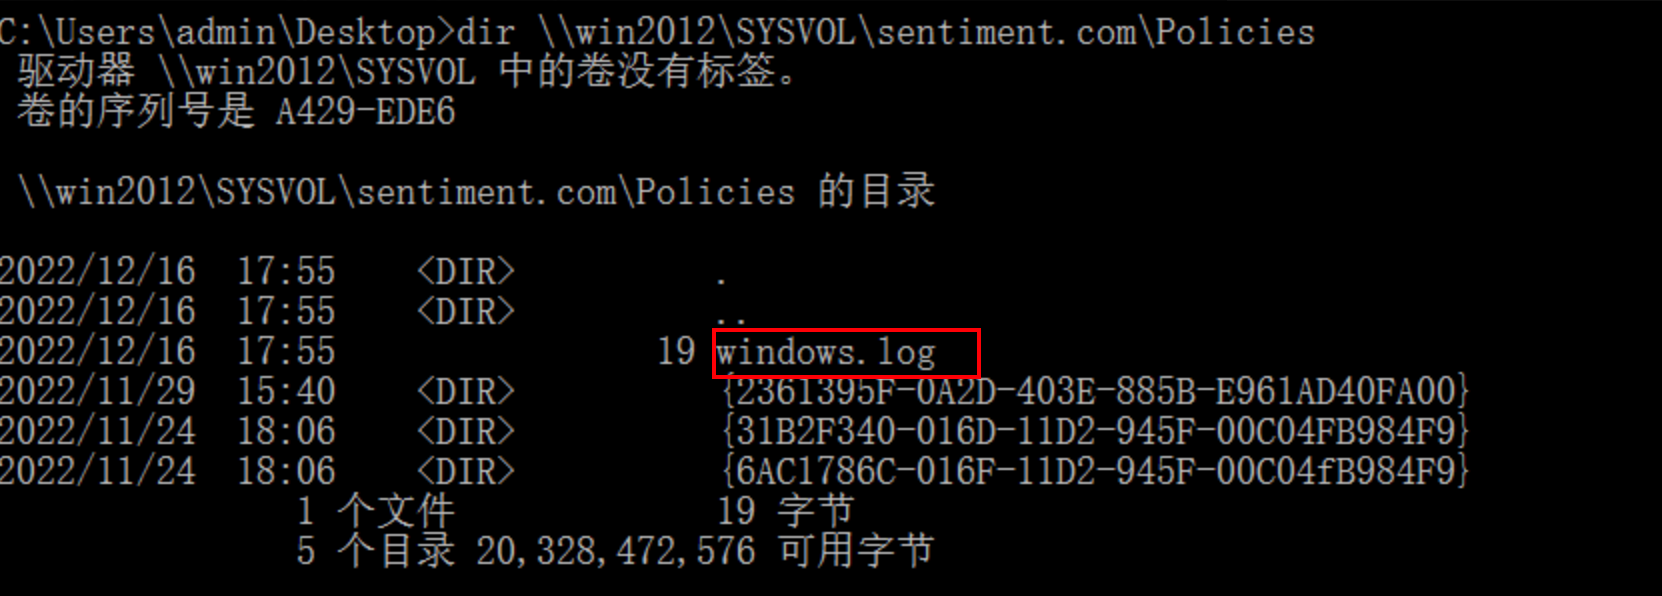 C:\Users\admin\Desktop>dir \\win2012\SYSVOL\sentiment.com\Policies
驱动器 \\win2012\SYSVOL 中的卷没有标签。
卷的序列号是 A429-EDE6
\\win2012\SYSVOL\sentiment.com\Policies 的目录
2022/12/16  17:55    <DIR>          .
2022/12/16  17:55    <DIR>          ..
2022/12/16  17:55                19 windows.log
2022/11/29  15:40    <DIR>          {2361395F-0A2D-403E-885B-E961AD40FA00}
2022/11/24  18:06    <DIR>          {31B2F340-016D-11D2-945F-00C04FB984F9}
2022/11/24  18:06    <DIR>          {6AC1786C-016F-11D2-945F-00C04fB984F9}
1 个文件             19 字节
5 个目录 20,328,472,576 可用字节